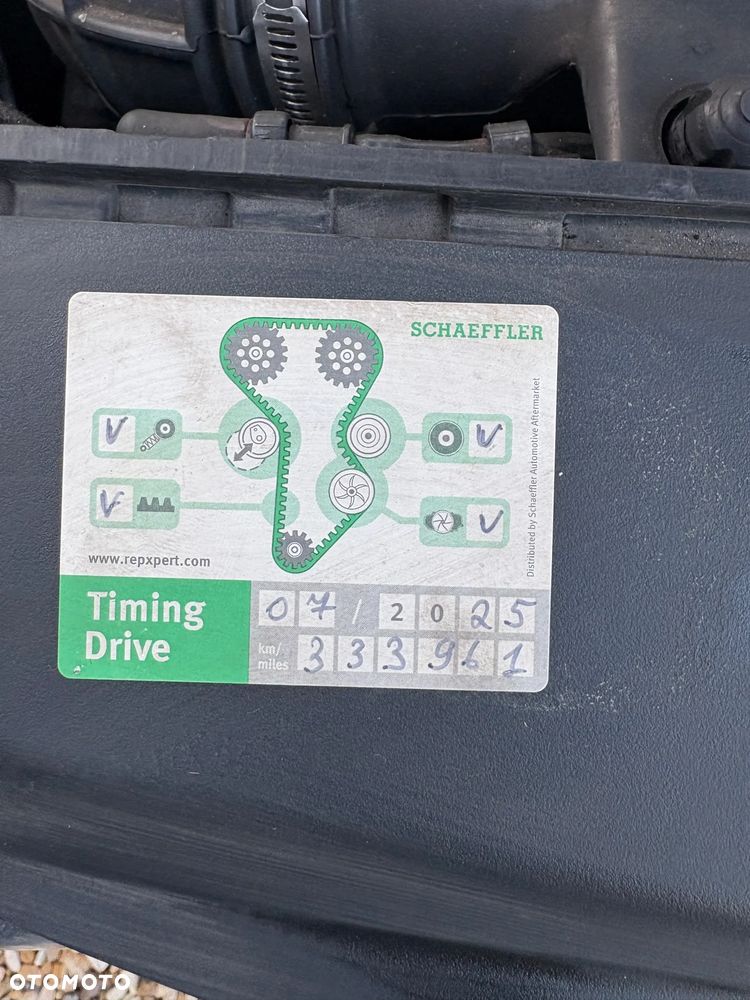 SCHAEFFLER
V
V
V
V
www.repxpert.com
Distributed by Schaeffler Automotive Aftermarket
Timing
Drive
07/2025
km/
miles
333961
OTOMOTO